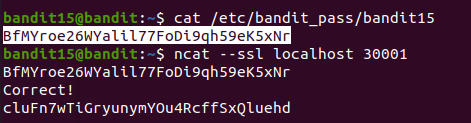 bandit15@bandit:~$ cat /etc/bandit_pass/bandit15
BfMYroe26WYalil77FoDi9qh59eK5xNr
bandit15@bandit:~$ ncat --ssl localhost 30001
BfMYroe26WYalil77FoDi9qh59eK5xNr
Correct!
cluFn7wTiGryunymYOu4RcffSxQluehd